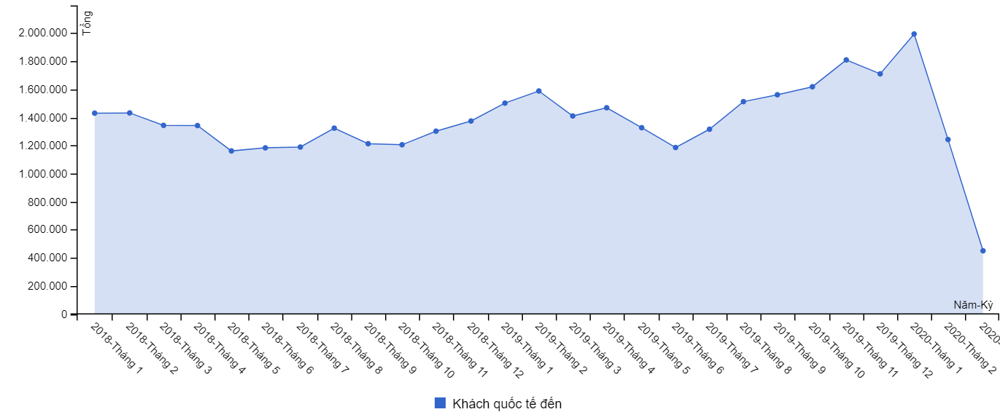 Tổng
2.000.000
1.800.000
1.600.000
1.400.000
1.200.000
1.000.000
800.000
600.000
400.000
200.000
0
Năm-Kỳ
2018-Tháng 1
2018-Tháng 2
2018-Tháng 3
2018-Tháng 4
2018-Tháng 5
2018-Tháng 6
2018-Tháng 7
2018-Tháng 8
2018-Tháng 9
2018-Tháng 10
2018-Tháng 11
2018-Tháng 12
2019-Tháng 1
2019-Tháng 2
2019-Tháng 3
2019-Tháng 4
2019-Tháng 5
2019-Tháng 6
2019-Tháng 7
2019-Tháng 8
2019-Tháng 9
2019-Tháng 10
2019-Tháng 11
2019-Tháng 12
2020-Tháng 1
2020-Tháng 2
Khách quốc tế đến